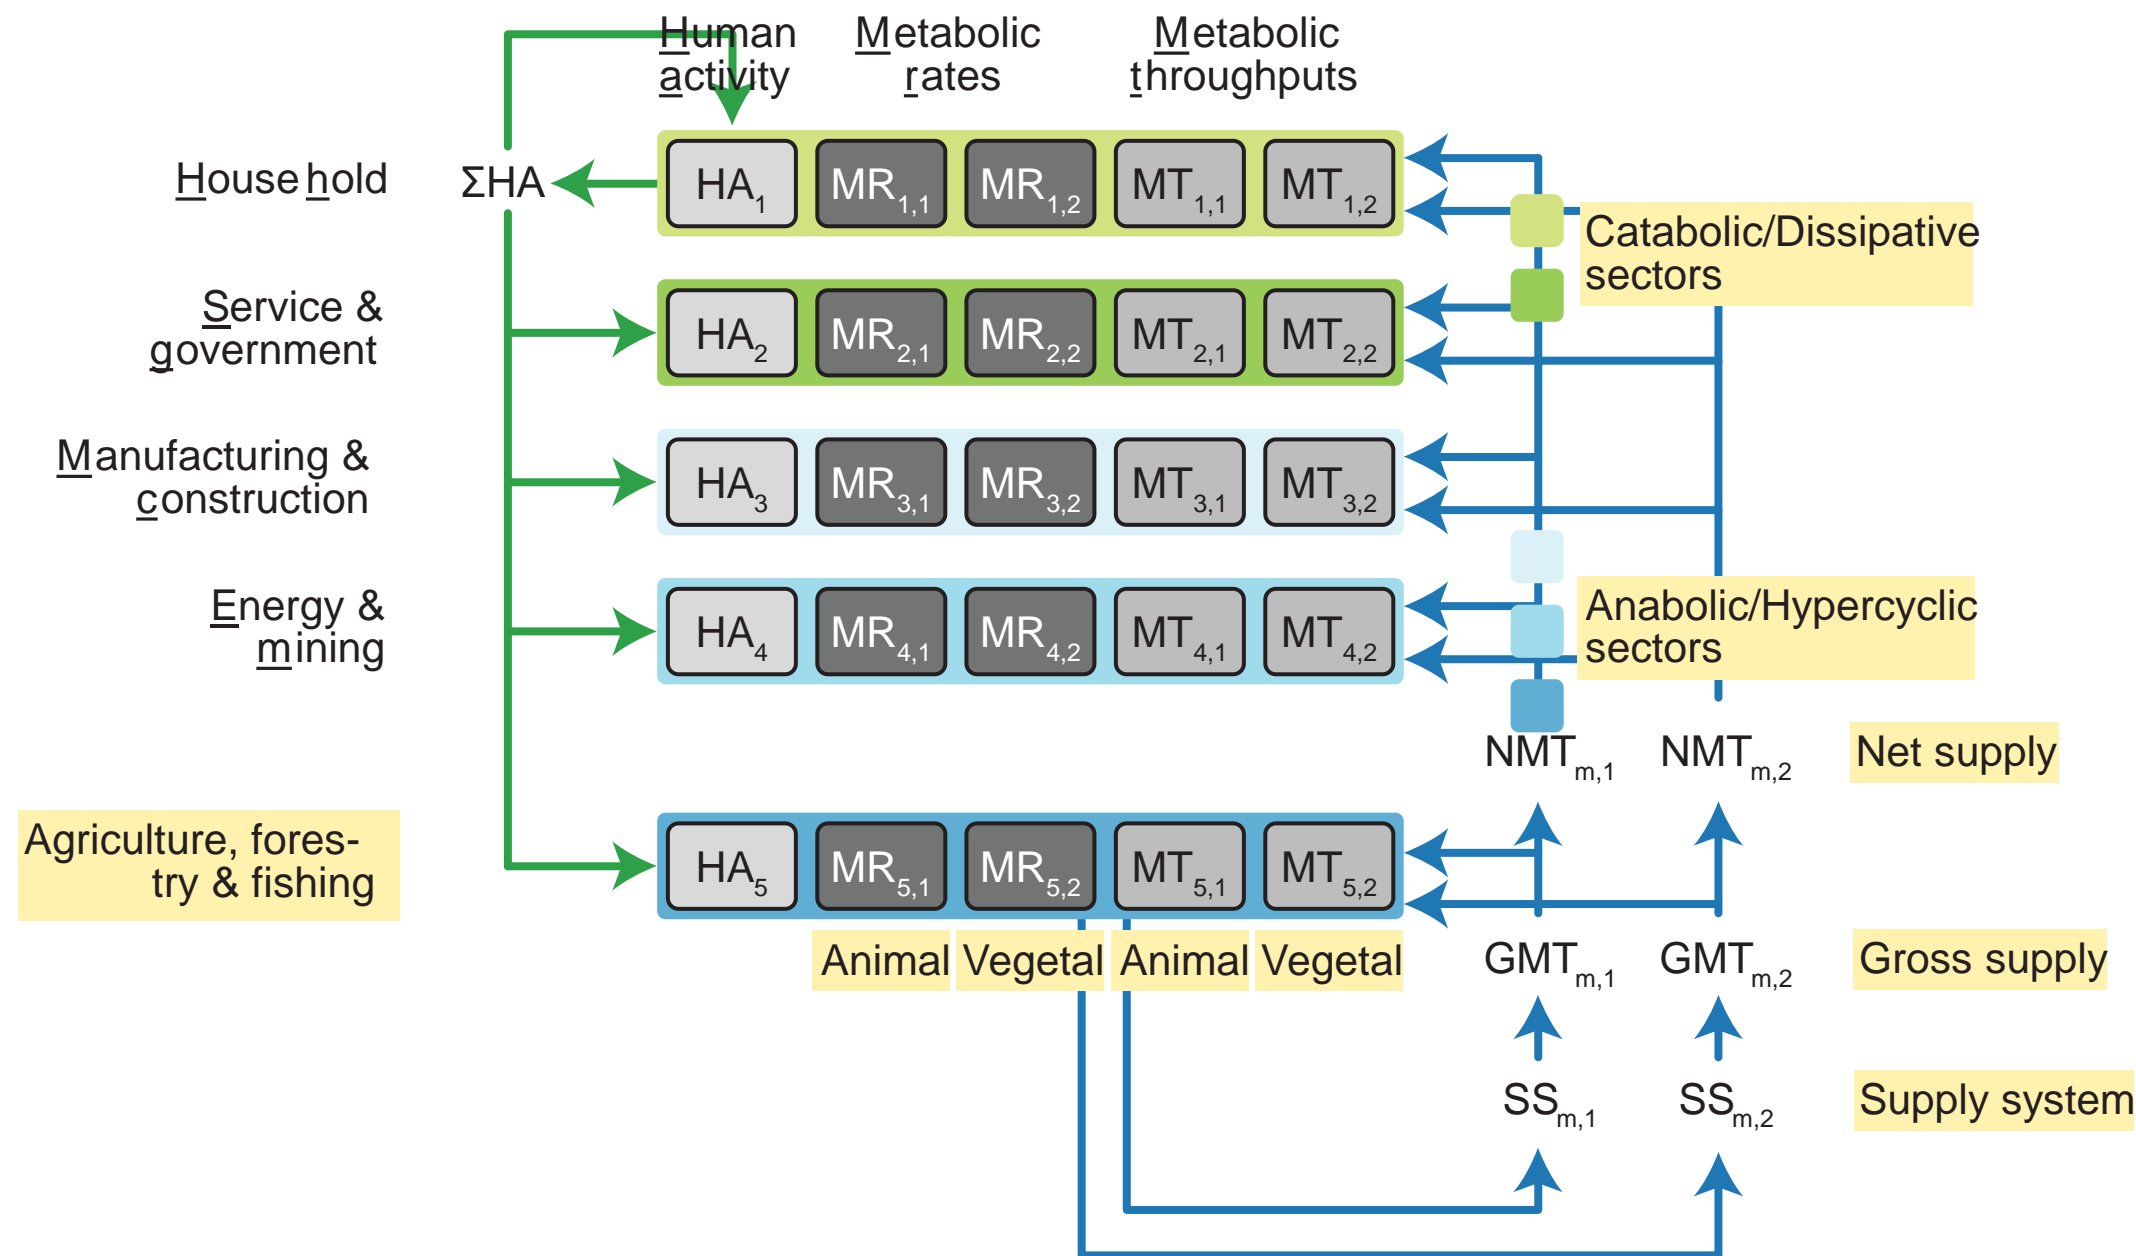 Human activity
Metabolic rates
Metabolic throughputs
Household
ΣHA
HA1 MR1,1 MR1,2 MT1,1 MT1,2
Catabolic/Dissipative
sectors
Service &
government
HA2 MR2,1 MR2,2 MT2,1 MT2,2
Manufacturing &
construction
HA3 MR3,1 MR3,2 MT3,1 MT3,2
Energy &
mining
HA4 MR4,1 MR4,2 MT4,1 MT4,2
Anabolic/Hypercyclic
sectors
NMTm,1 NMTm,2 Net supply
Agriculture, fores-
try & fishing
HA5 MR5,1 MR5,2 MT5,1 MT5,2
Animal Vegetal Animal Vegetal
GMTm,1 GMTm,2 Gross supply
SSm,1 SSm,2 Supply system